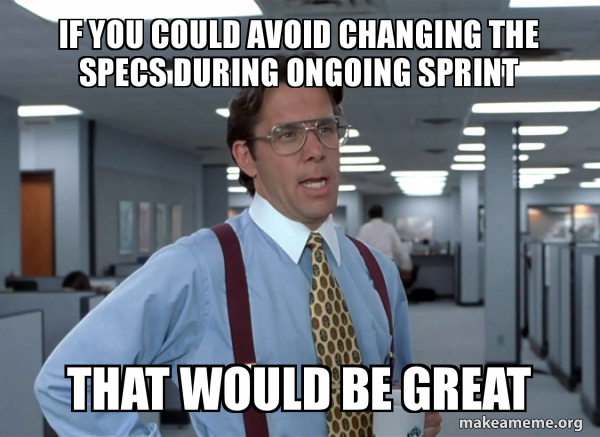 IF YOU COULD AVOID CHANGING THE
SPECS DURING ONGOING SPRINT
THAT WOULD BE GREAT
makeameme.org